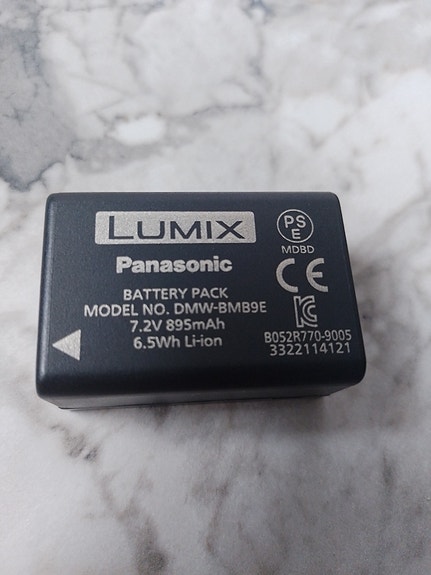 LUMIX
Panasonic
BATTERY PACK
MODEL NO. DMW-BMB9E
7.2V 895mAh
6.5Wh Li-ion
PS
E
MDBD
CE
B052R770-9005
3322114121